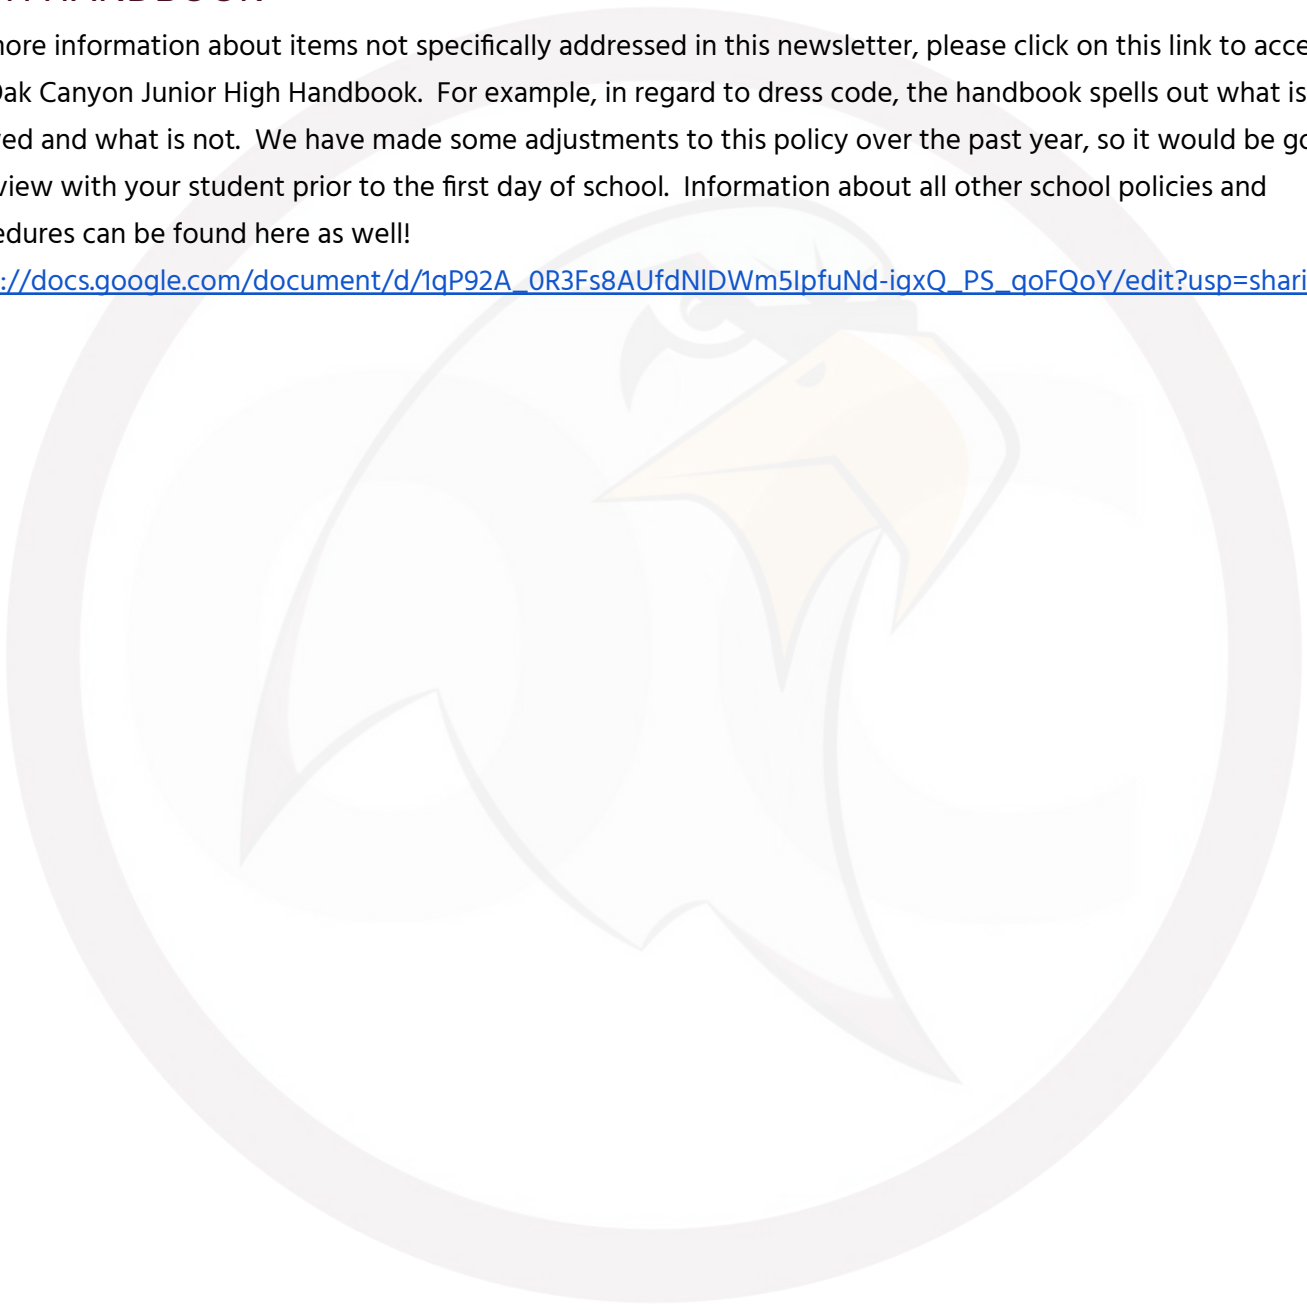 HANDBOOK
more information about items not specifically addressed in this newsletter, please click on this link to acce
Oak Canyon Junior High Handbook. For example, in regard to dress code, the handbook spells out what is
ed and what is not. We have made some adjustments to this policy over the past year, so it would be go
view with your student prior to the first day of school. Information about all other school policies and
edures can be found here as well!
://docs.google.com/document/d/1qP92A_0R3Fs8AUfdNlDWm5IpfuNd-igxQ_PS_qoFQoY/edit?usp=shari
OC